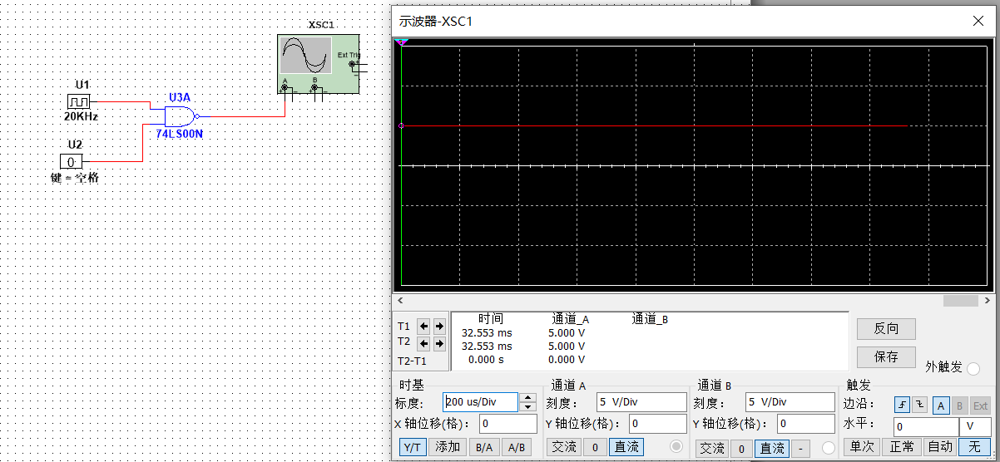 XSC1
Ext Trig
A B
U1
20KHz
U3A
74LS00N
U2
0
键 = 空格
示波器-XSC1
时间 通道_A 通道_B
T1 32.553 ms 5.000 V
T2 32.553 ms 5.000 V
T2-T1 0.000 s 0.000 V
反向
保存
外触发
时基
标度: 200 us/Div
X 轴位移(格): 0
Y/T 添加 B/A A/B
通道 A
刻度: 5 V/Div
Y 轴位移(格): 0
交流 0 直流
通道 B
刻度: 5 V/Div
Y 轴位移(格): 0
交流 0 直流 -
触发
边沿: A B Ext
水平: 0 V
单次 正常 自动 无